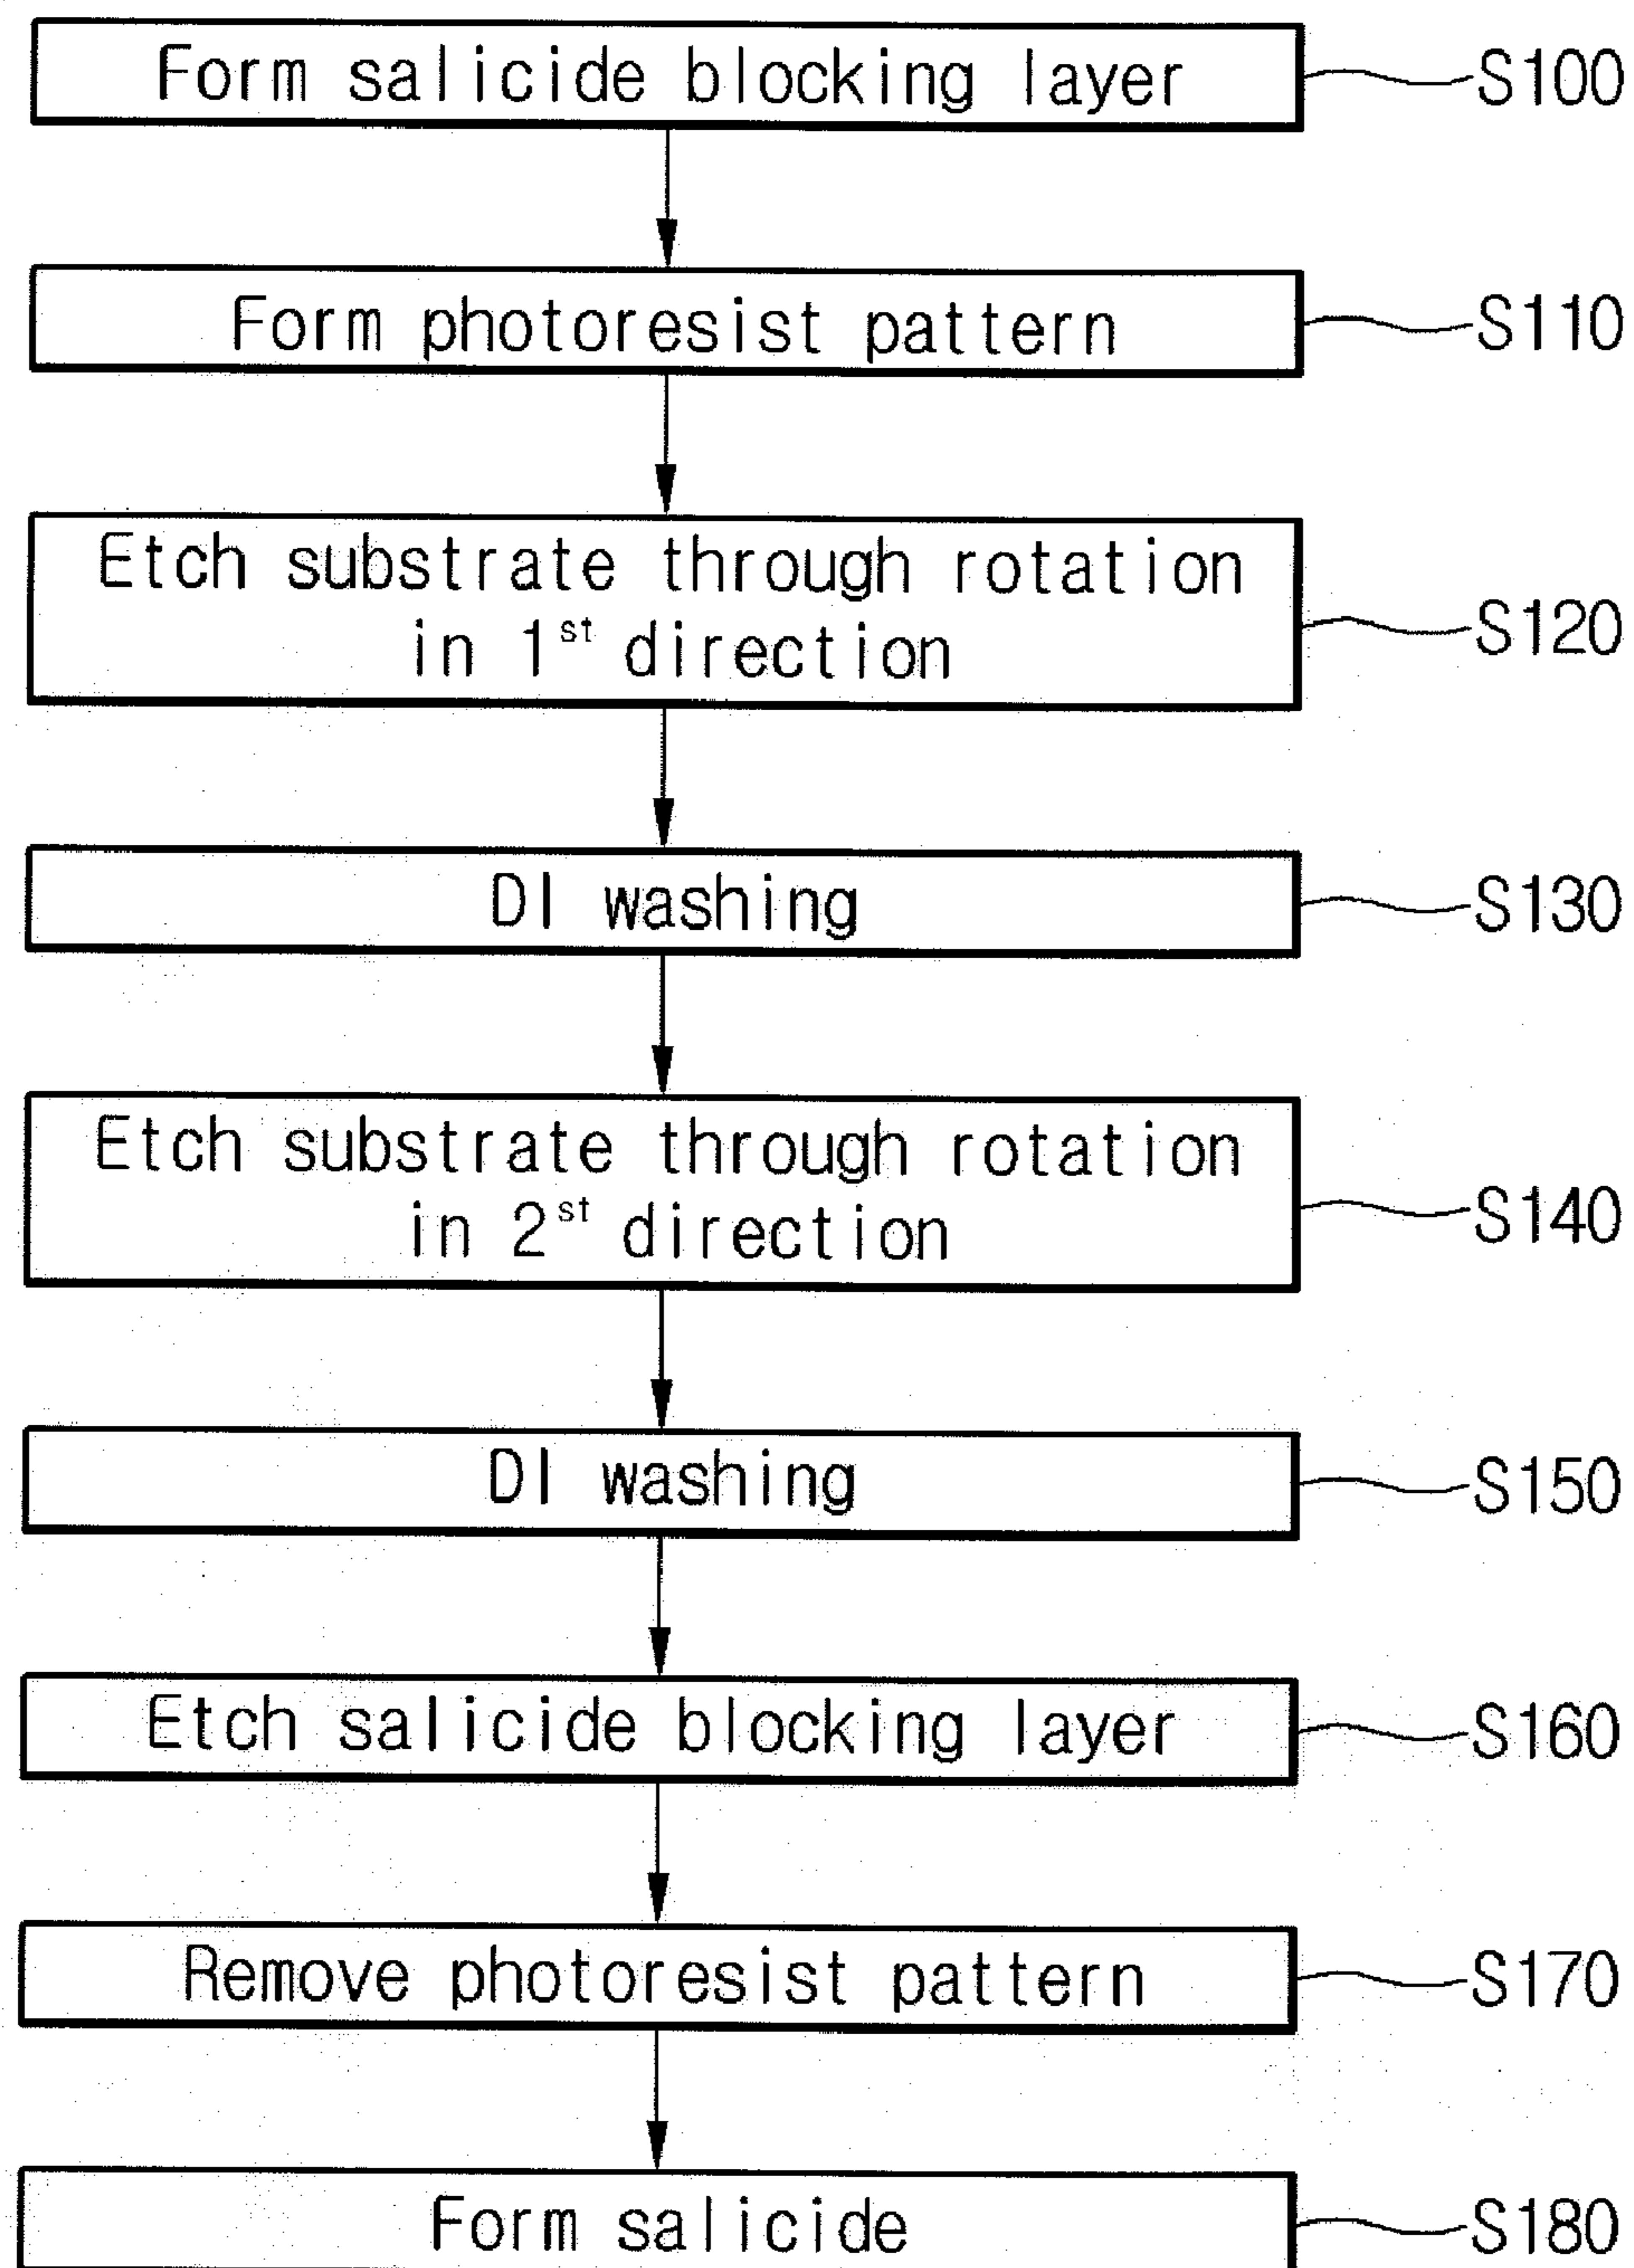 Form salicide blocking layer
S100
Form photoresist pattern
S110
Etch substrate through rotation
in 1st direction
S120
DI washing
S130
Etch substrate through rotation
in 2st direction
S140
DI washing
S150
Etch salicide blocking layer
S160
Remove photoresist pattern
S170
Form salicide
S180